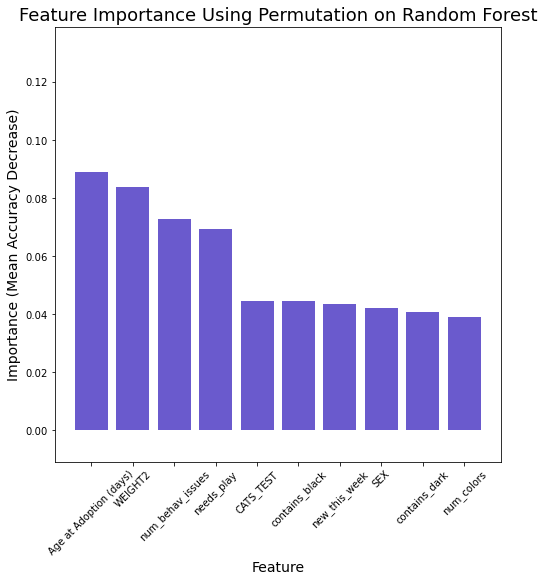 Feature Importance Using Permutation on Random Forest
Importance (Mean Accuracy Decrease)
0.12
0.10
0.08
0.06
0.04
0.02
0.00
Age at Adoption (days)
WEIGHT2
num_behav_issues
needs_play
CATS_TEST
contains_black
new_this_week
SEX
contains_dark
num_colors
Feature